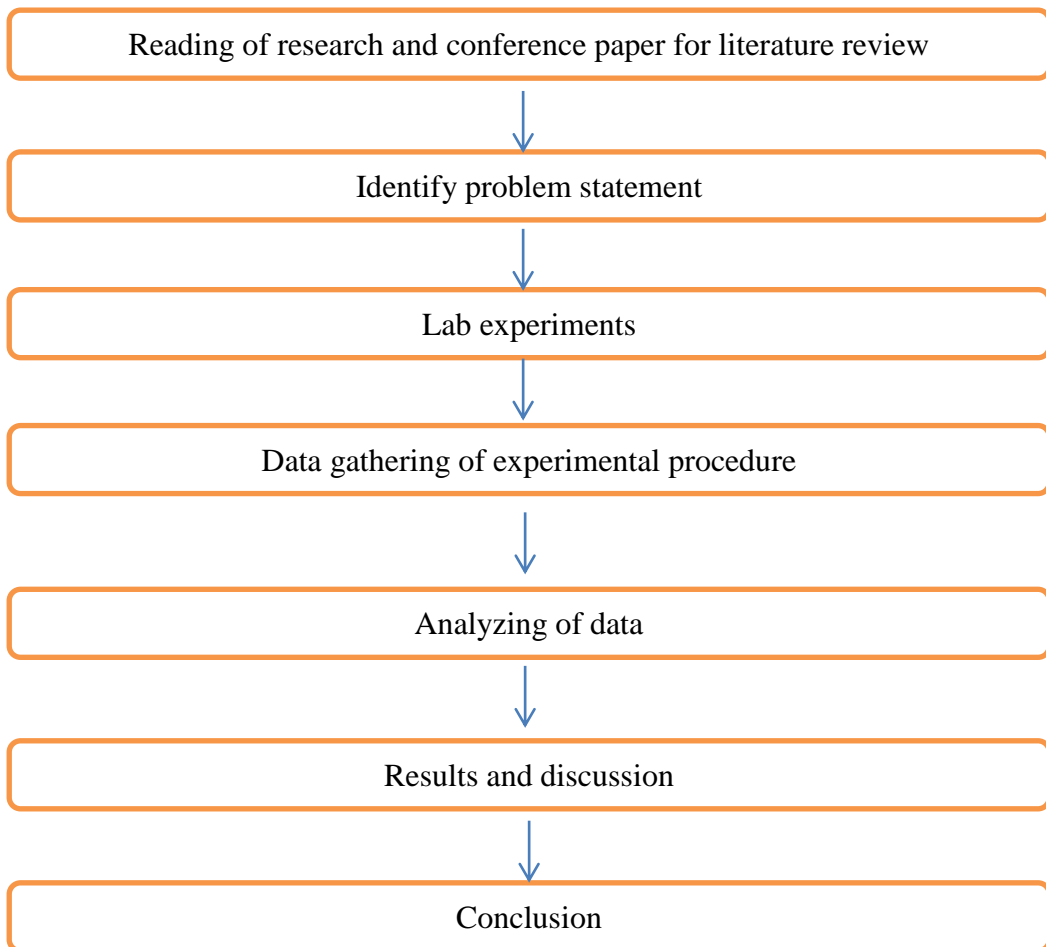 Reading of research and conference paper for literature review
Identify problem statement
Lab experiments
Data gathering of experimental procedure
Analyzing of data
Results and discussion
Conclusion